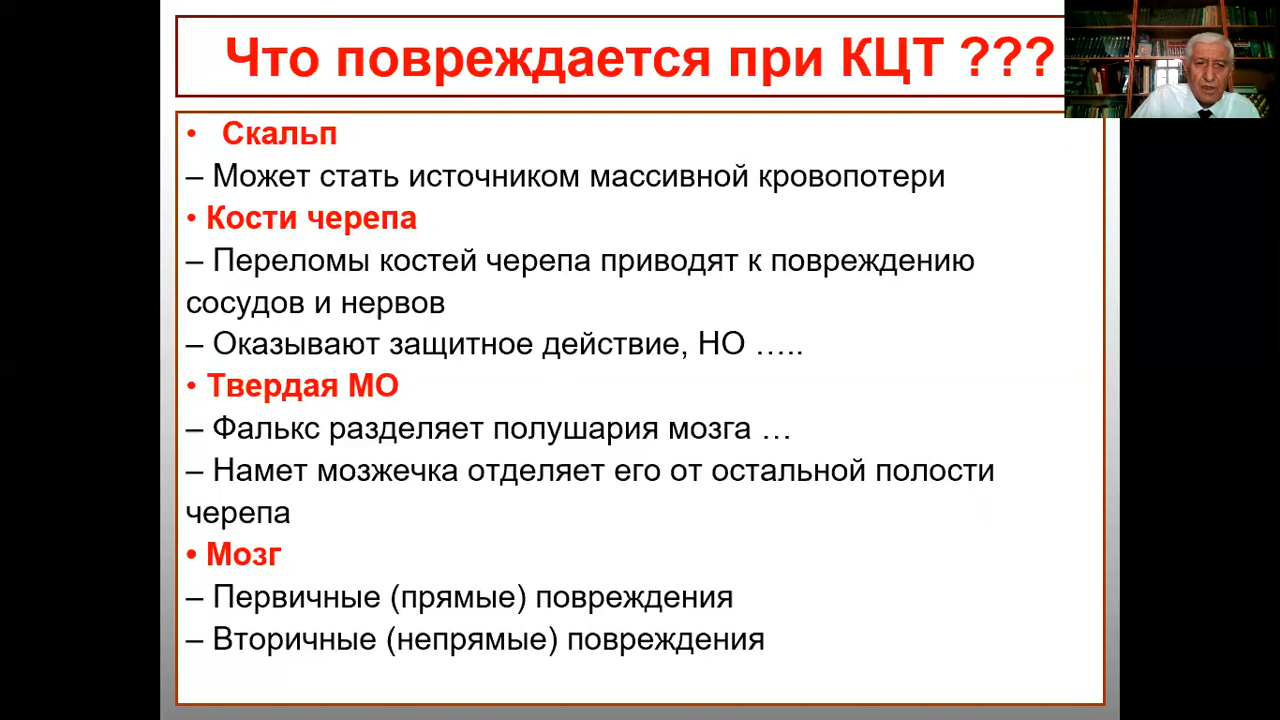 Что повреждается при КЦТ ???
• Скальп
– Может стать источником массивной кровопотери
• Кости черепа
– Переломы костей черепа приводят к повреждению
сосудов и нервов
– Оказывают защитное действие, НО …..
• Твердая МО
– Фалькс разделяет полушария мозга …
– Намет мозжечка отделяет его от остальной полости
черепа
• Мозг
– Первичные (прямые) повреждения
– Вторичные (непрямые) повреждения